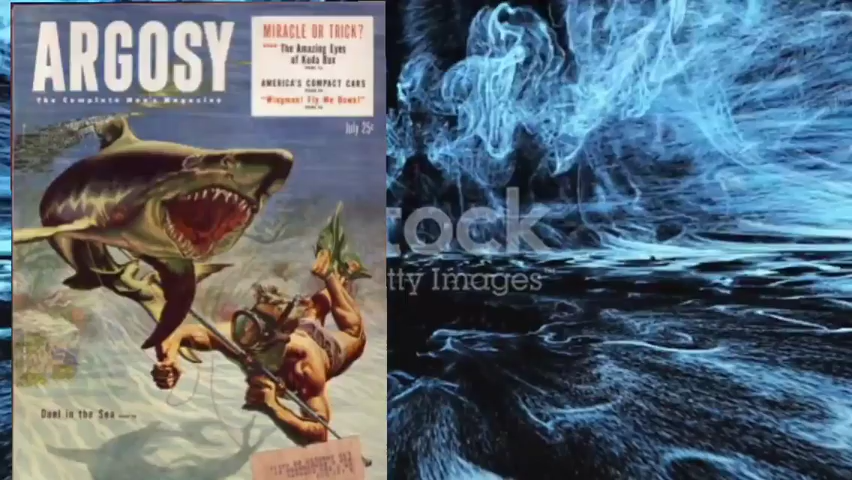 ARGOSY
The Complete Man's Magazine
MIRACLE OR TRICK?
The Amazing Eyes
of Kuda Bux
AMERICA'S COMPACT CARS
"Wingman! Fly Me Down!"
July 25¢
Duel in the Sea
tock
tty Images